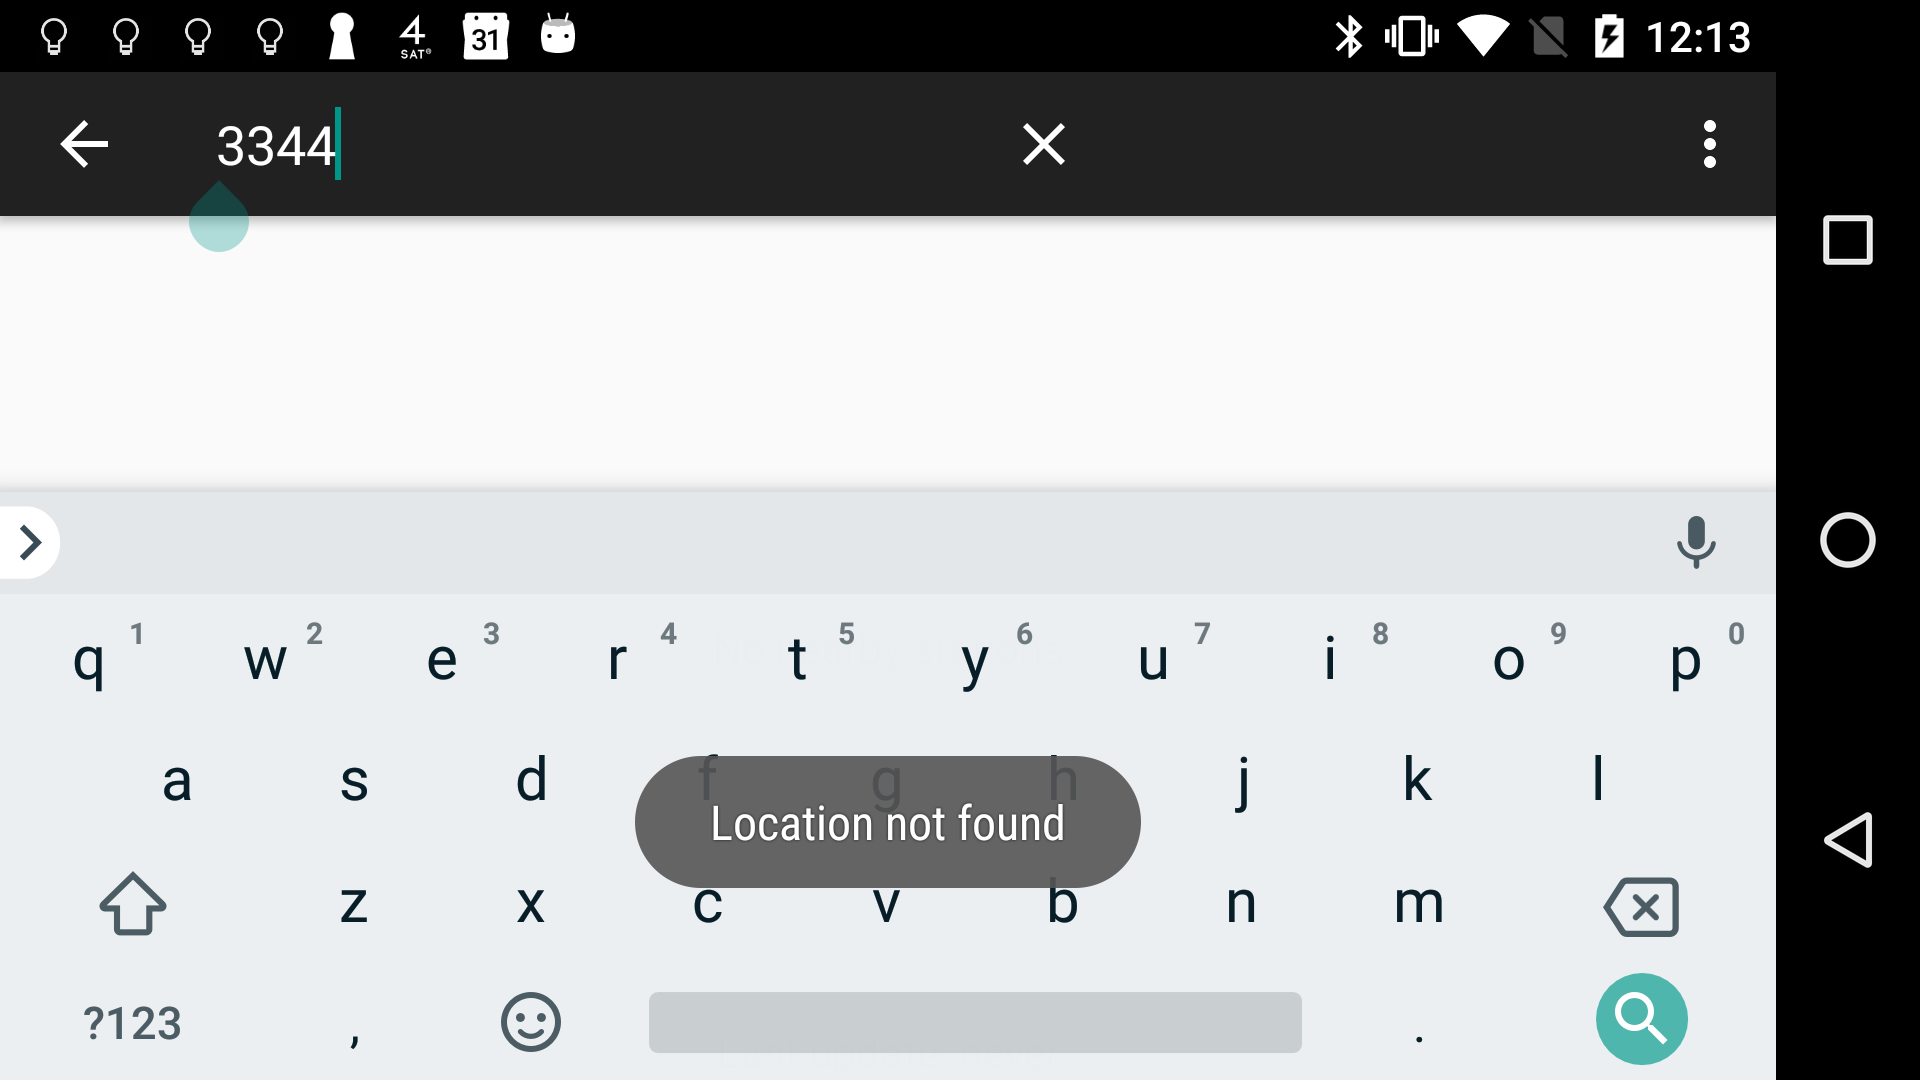 4 SAT® 31 12:13
3344
q 1 w 2 e 3 r 4 t 5 y 6 u 7 i 8 o 9 p 0
a s d f g h j k l
Location not found
z x c v b n m
?123 , .